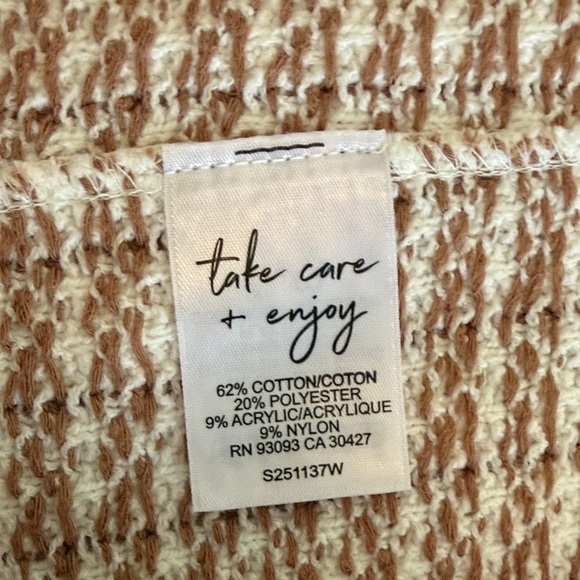 take care
+ enjoy
62% COTTON/COTON
20% POLYESTER
9% ACRYLIC/ACRYLIQUE
9% NYLON
RN 93093 CA 30427
S251137W